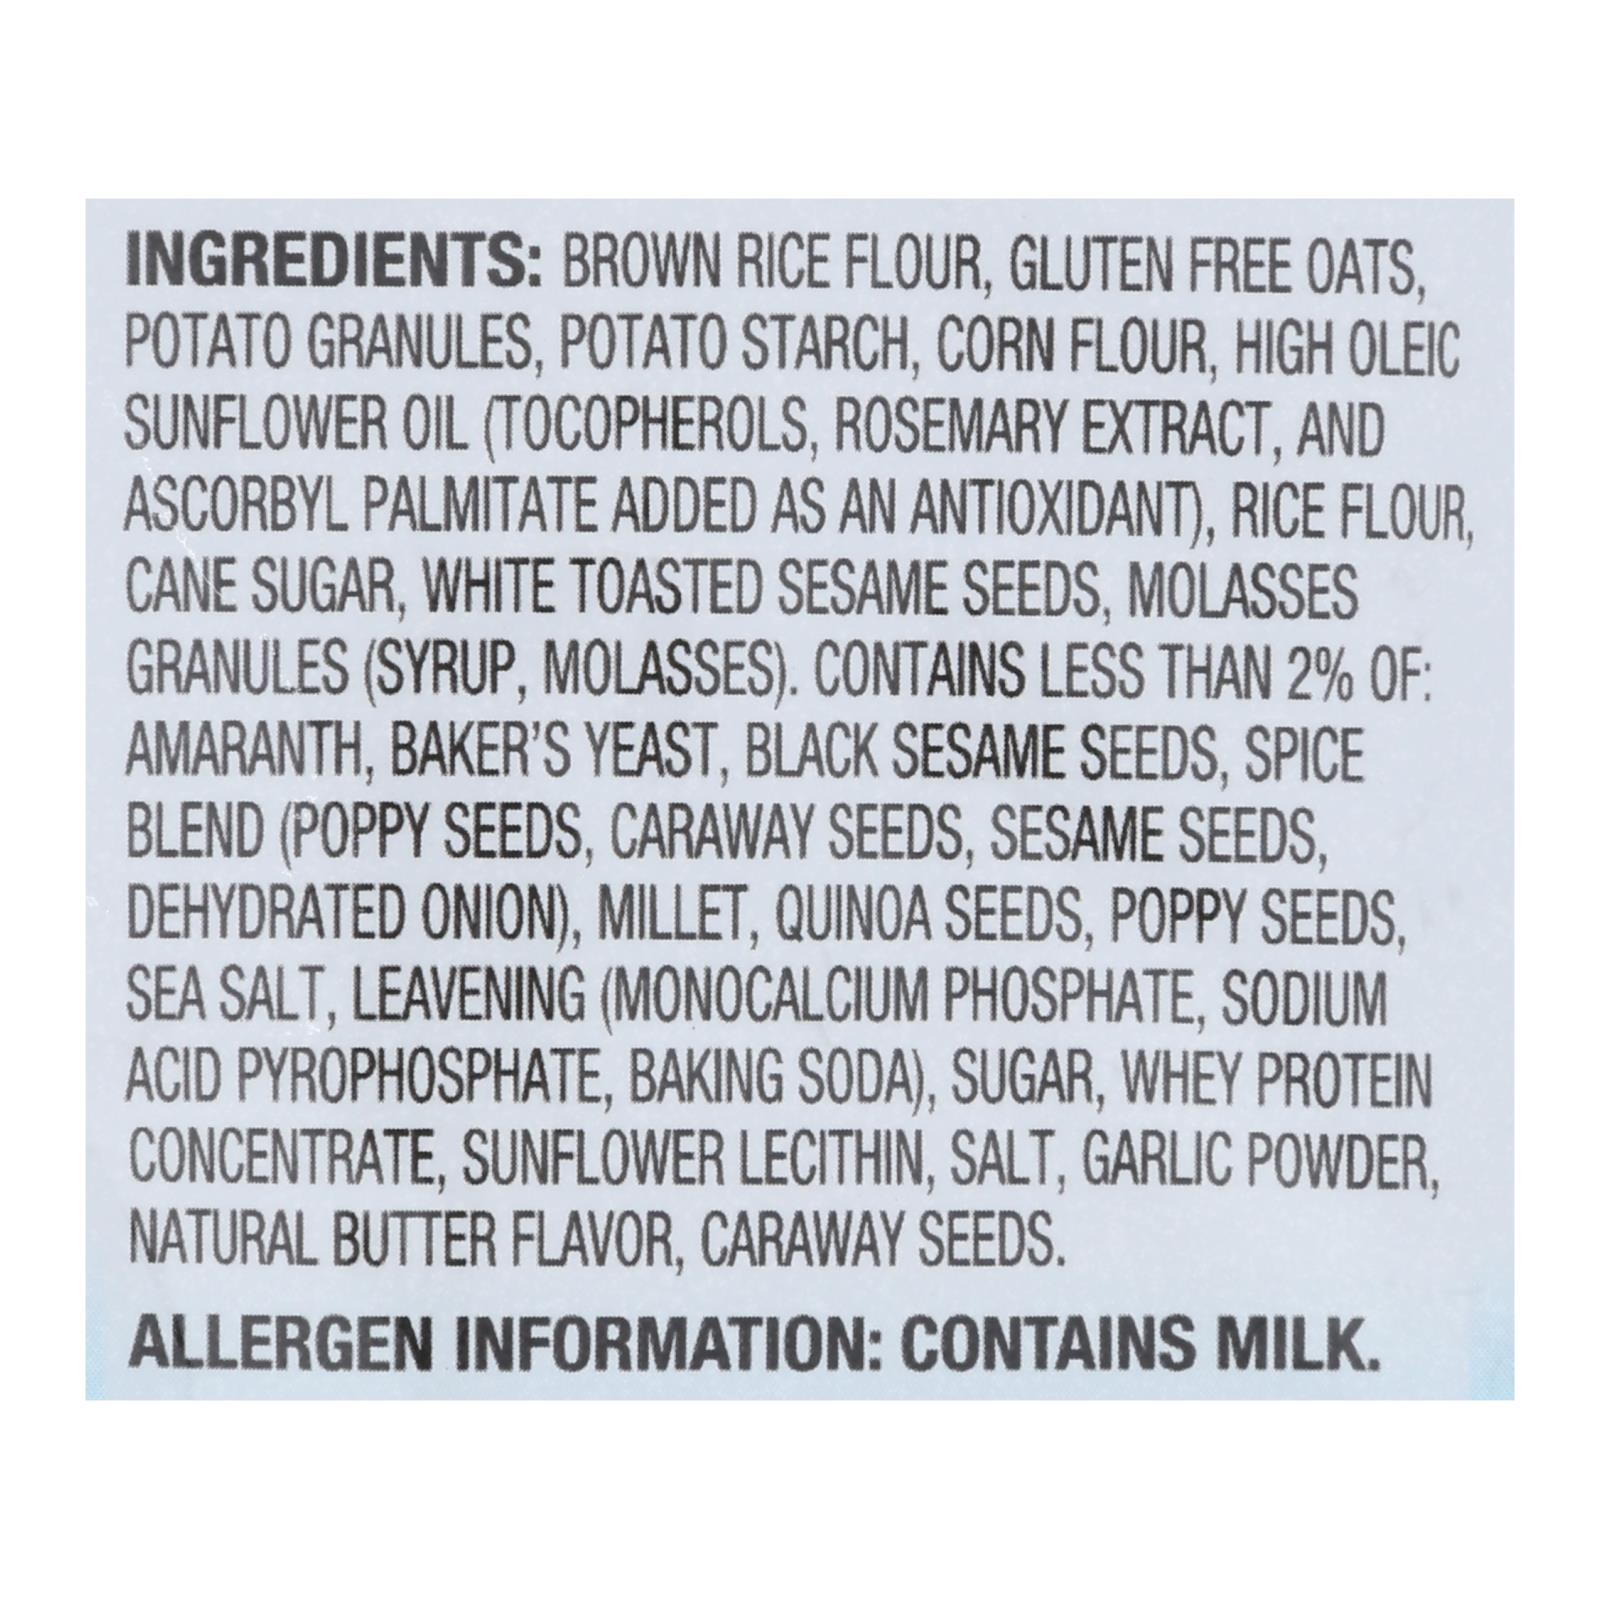 INGREDIENTS: BROWN RICE FLOUR, GLUTEN FREE OATS,
POTATO GRANULES, POTATO STARCH, CORN FLOUR, HIGH OLEIC
SUNFLOWER OIL (TOCOPHEROLS, ROSEMARY EXTRACT, AND
ASCORBYL PALMITATE ADDED AS AN ANTIOXIDANT), RICE FLOUR,
CANE SUGAR, WHITE TOASTED SESAME SEEDS, MOLASSES
GRANULES (SYRUP, MOLASSES). CONTAINS LESS THAN 2% OF:
AMARANTH, BAKER'S YEAST, BLACK SESAME SEEDS, SPICE
BLEND (POPPY SEEDS, CARAWAY SEEDS, SESAME SEEDS,
DEHYDRATED ONION), MILLET, QUINOA SEEDS, POPPY SEEDS,
SEA SALT, LEAVENING (MONOCALCIUM PHOSPHATE, SODIUM
ACID PYROPHOSPHATE, BAKING SODA), SUGAR, WHEY PROTEIN
CONCENTRATE, SUNFLOWER LECITHIN, SALT, GARLIC POWDER,
NATURAL BUTTER FLAVOR, CARAWAY SEEDS.
ALLERGEN INFORMATION: CONTAINS MILK.